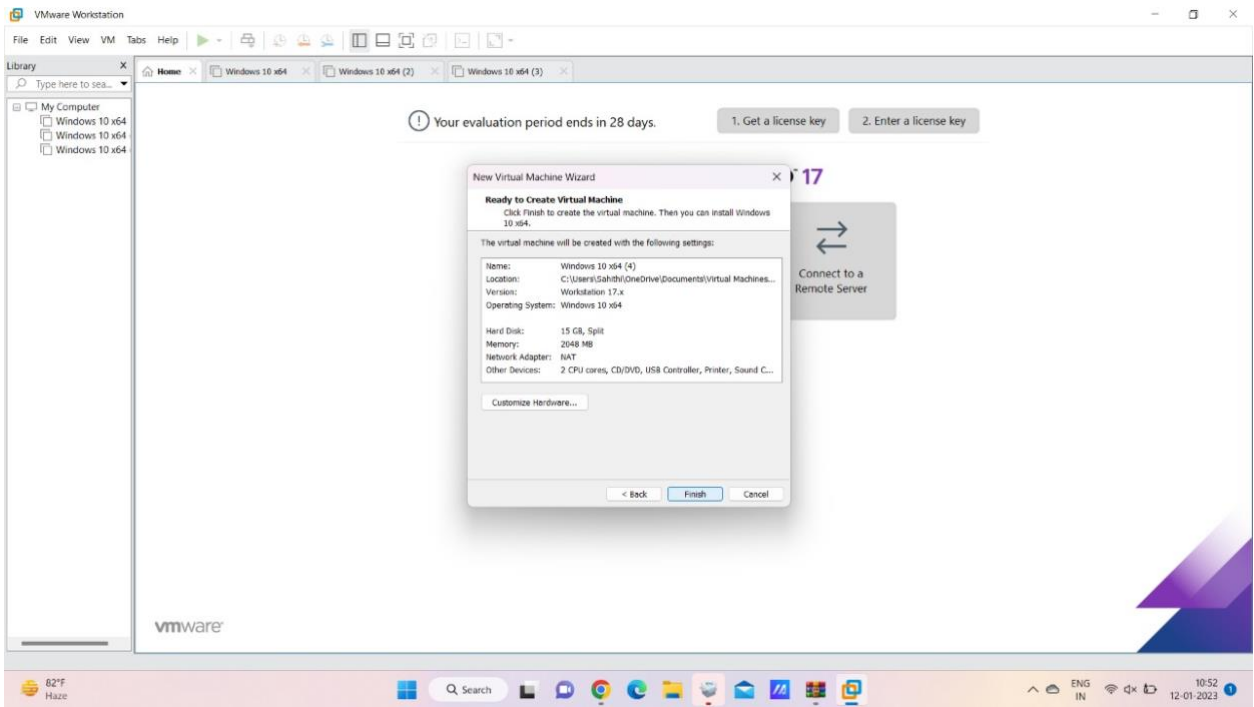 VMware Workstation
File Edit View VM Tabs Help
Library X
Type here to sea...
My Computer
Windows 10 x64
Windows 10 x64
Windows 10 x64
Home
Windows 10 x64
Windows 10 x64 (2)
Windows 10 x64 (3)
Your evaluation period ends in 28 days.
1. Get a license key
2. Enter a license key
17
Connect to a
Remote Server
New Virtual Machine Wizard
Ready to Create Virtual Machine
Click Finish to create the virtual machine. Then you can install Windows
10 x64.
The virtual machine will be created with the following settings:
Name: Windows 10 x64 (4)
Location: C:\Users\Sahithi\OneDrive\Documents\Virtual Machines...
Version: Workstation 17.x
Operating System: Windows 10 x64
Hard Disk: 15 GB, Split
Memory: 2048 MB
Network Adapter: NAT
Other Devices: 2 CPU cores, CD/DVD, USB Controller, Printer, Sound C...
Customize Hardware...
< Back Finish Cancel
vmware
82°F
Haze
Search
ENG
IN
10:52
12-01-2023
1